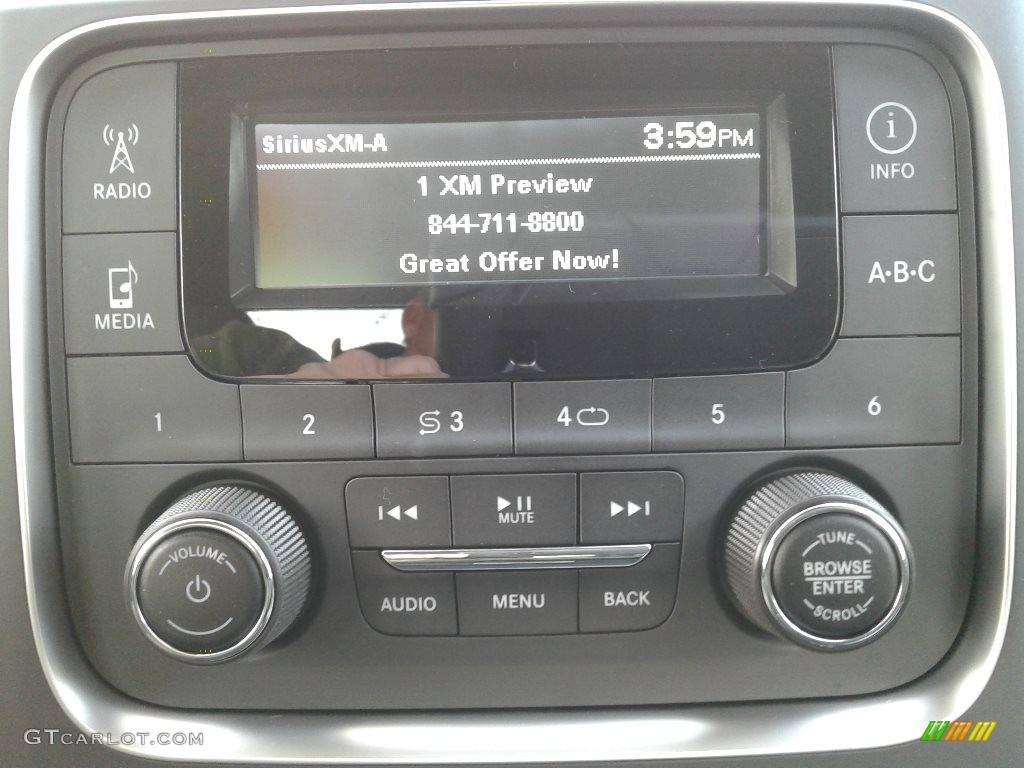 SiriusXM-A 3:59PM
1 XM Preview
844-711-8800
Great Offer Now!
RADIO
MEDIA
i
INFO
A·B·C
1 2 3 4 5 6
MUTE
VOLUME
AUDIO MENU BACK
TUNE
BROWSE
ENTER
SCROLL
GTCARLOT.COM